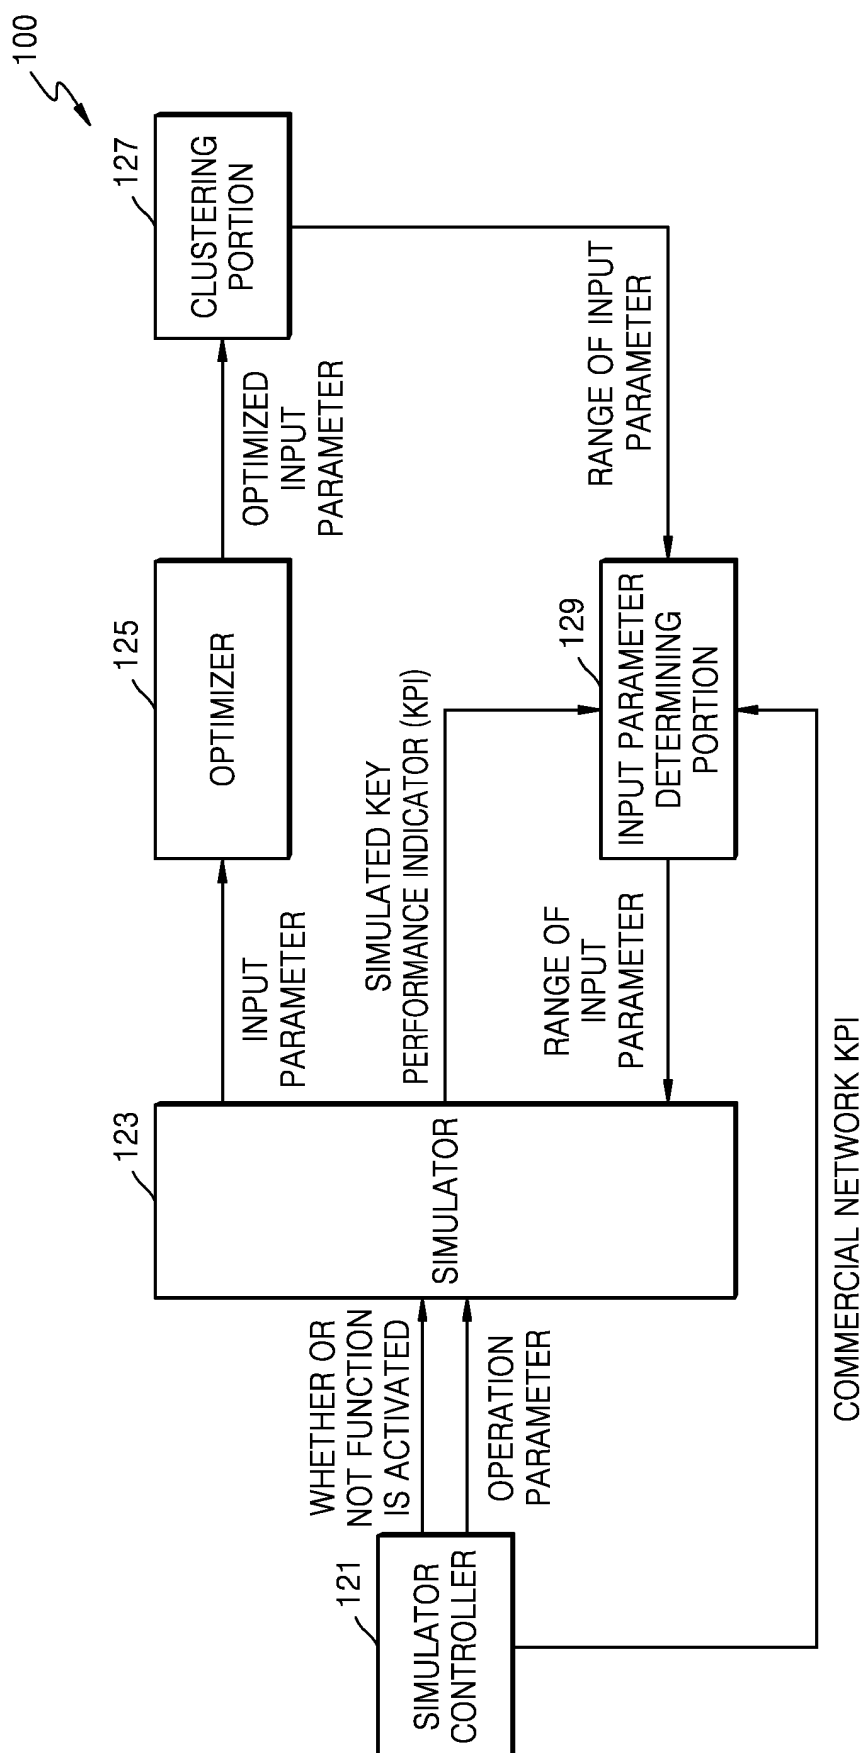 100
121
SIMULATOR
CONTROLLER
WHETHER OR
NOT FUNCTION
IS ACTIVATED
OPERATION
PARAMETER
123
SIMULATOR
INPUT
PARAMETER
125
OPTIMIZER
OPTIMIZED
INPUT
PARAMETER
127
CLUSTERING
PORTION
SIMULATED KEY
PERFORMANCE INDICATOR (KPI)
RANGE OF
INPUT
PARAMETER
129
INPUT PARAMETER
DETERMINING
PORTION
RANGE OF INPUT
PARAMETER
COMMERCIAL NETWORK KPI